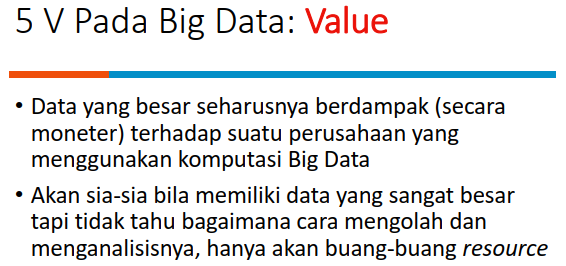 5 V Pada Big Data: Value
• Data yang besar seharusnya berdampak (secara
moneter) terhadap suatu perusahaan yang
menggunakan komputasi Big Data
• Akan sia-sia bila memiliki data yang sangat besar
tapi tidak tahu bagaimana cara mengolah dan
menganalisisnya, hanya akan buang-buang resource